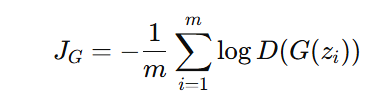 J_G = -\frac{1}{m} \sum_{i=1}^{m} \log D(G(z_i))